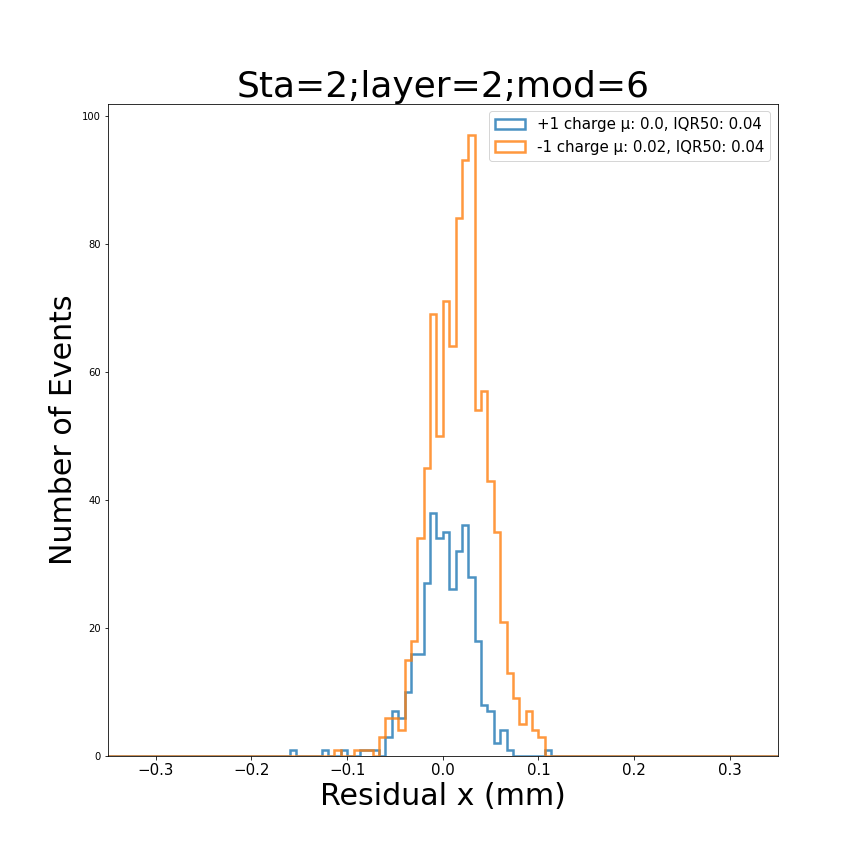 Sta=2;layer=2;mod=6
+1 charge μ: 0.0, IQR50: 0.04
-1 charge μ: 0.02, IQR50: 0.04
Number of Events
100
80
60
40
20
0
−0.3 −0.2 −0.1 0.0 0.1 0.2 0.3
Residual x (mm)